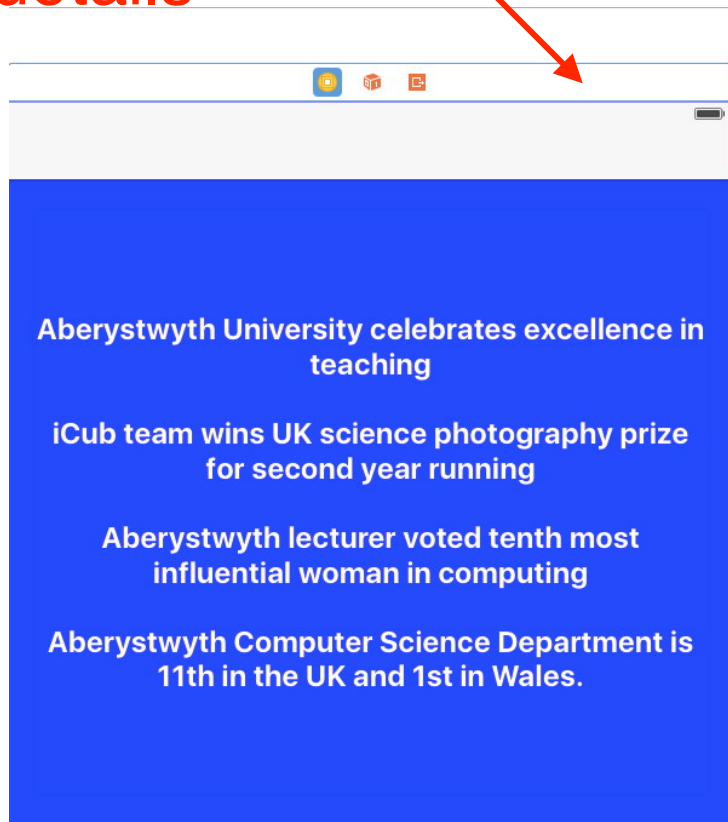 details
Aberystwyth University celebrates excellence in
teaching
iCub team wins UK science photography prize
for second year running
Aberystwyth lecturer voted tenth most
influential woman in computing
Aberystwyth Computer Science Department is
11th in the UK and 1st in Wales.